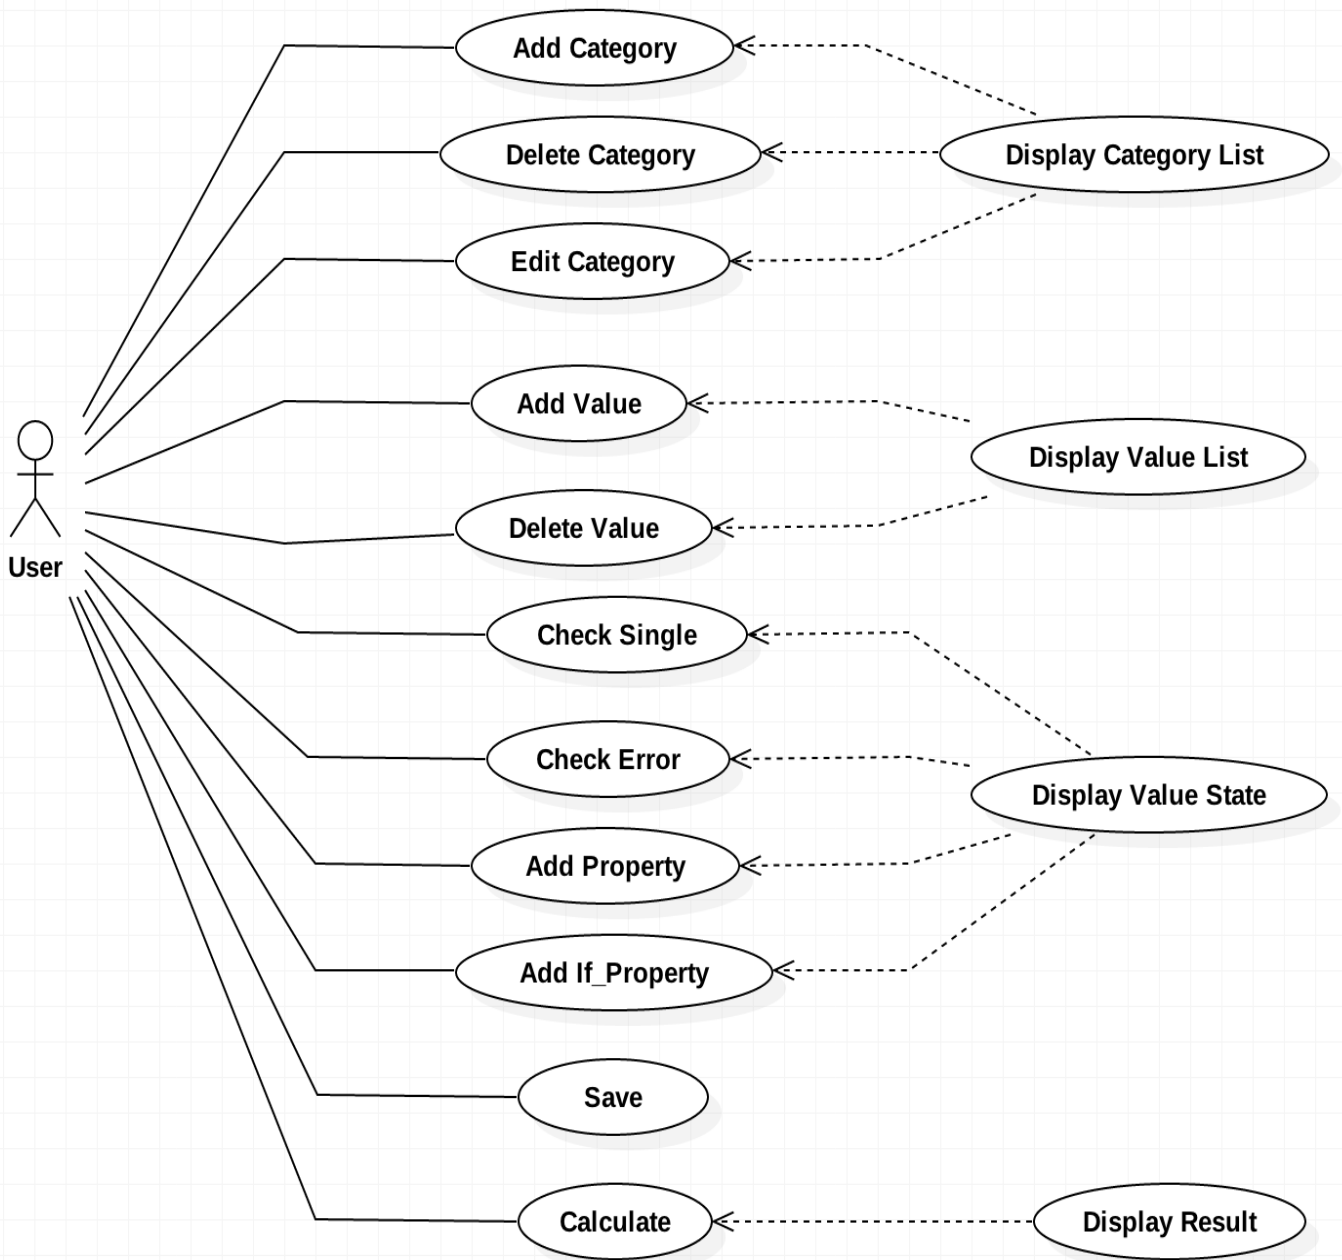 Add Category
Delete Category
Display Category List
Edit Category
Add Value
Display Value List
Delete Value
User
Check Single
Check Error
Display Value State
Add Property
Add If_Property
Save
Calculate
Display Result